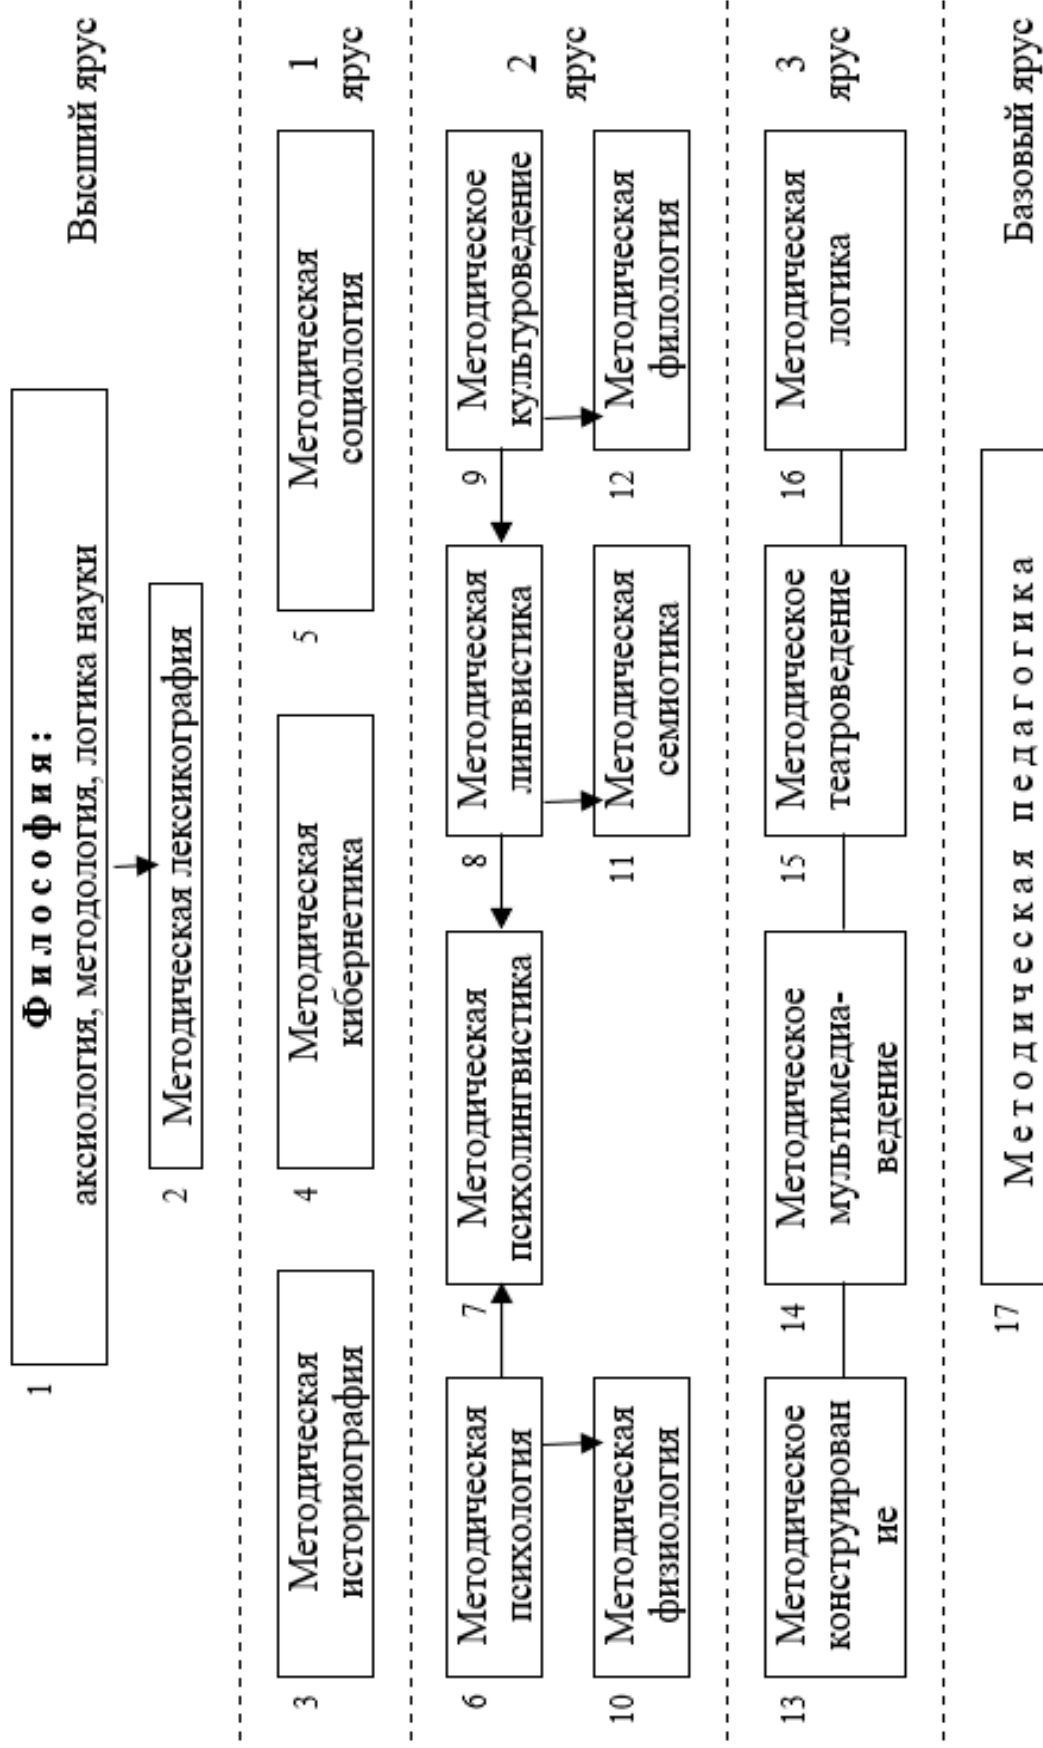 1
Философия:
аксиология, методология, логика науки
Высший ярус
2
Методическая лексикография
3
Методическая
историография
4
Методическая
кибернетика
5
Методическая
социология
1
ярус
6
Методическая
психология
7
Методическая
психолингвистика
8
Методическая
лингвистика
9
Методическое
культуроведение
2
ярус
10
Методическая
физиология
11
Методическая
семиотика
12
Методическая
филология
13
Методическое
конструирован
ие
14
Методическое
мультимедиа-
ведение
15
Методическое
театроведение
16
Методическая
логика
3
ярус
17
Методическая педагогика
Базовый ярус